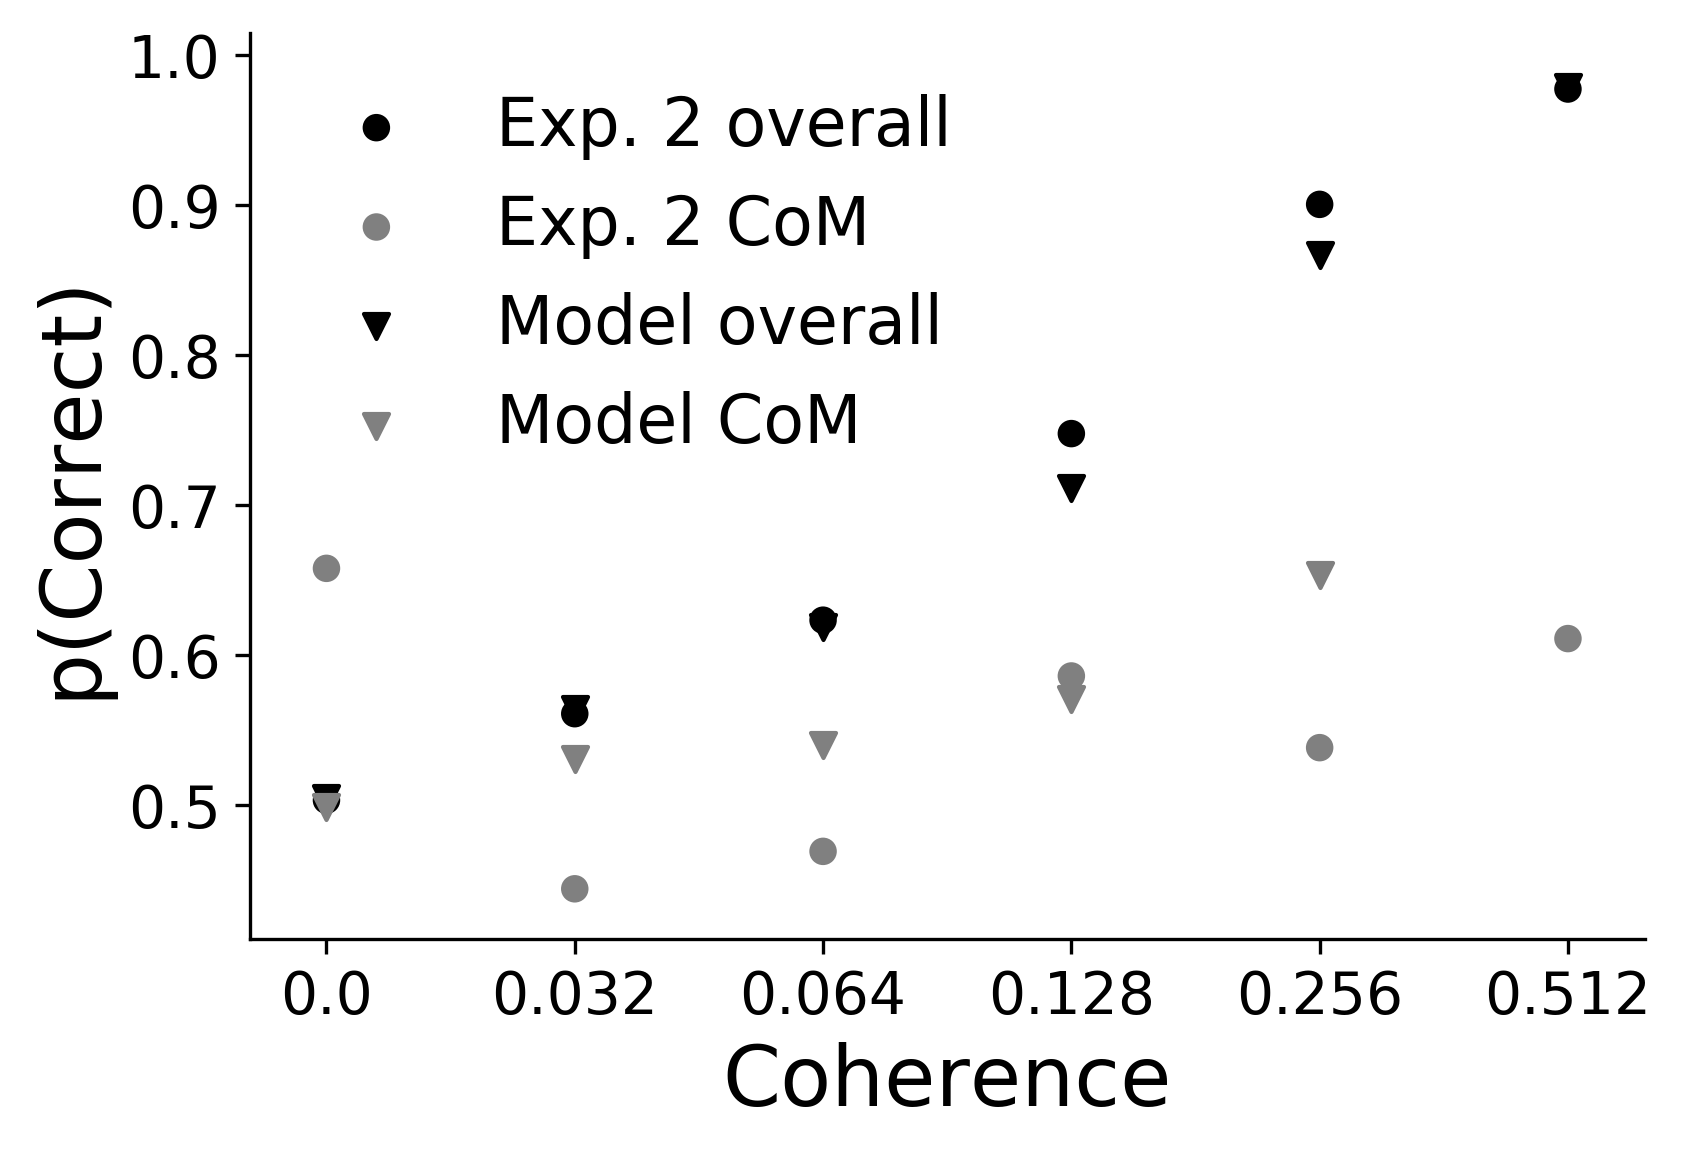 1.0
0.9
0.8
0.7
0.6
0.5
p(Correct)
Exp. 2 overall
Exp. 2 CoM
Model overall
Model CoM
0.0 0.032 0.064 0.128 0.256 0.512
Coherence